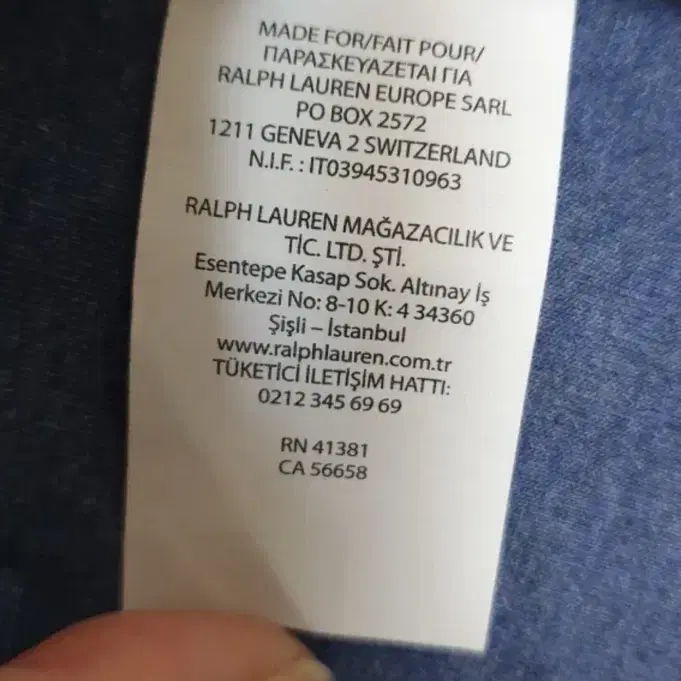 MADE FOR/FAIT POUR/
ΠΑΡΑΣΚΕΥΑΖΕΤΑΙ ΓΙΑ
RALPH LAUREN EUROPE SARL
PO BOX 2572
1211 GENEVA 2 SWITZERLAND
N.I.F. : IT03945310963
RALPH LAUREN MAĞAZACILIK VE
TİC. LTD. ŞTİ.
Esentepe Kasap Sok. Altınay İş
Merkezi No: 8-10 K: 4 34360
Şişli – İstanbul
www.ralphlauren.com.tr
TÜKETİCİ İLETİŞİM HATTI:
0212 345 69 69
RN 41381
CA 56658